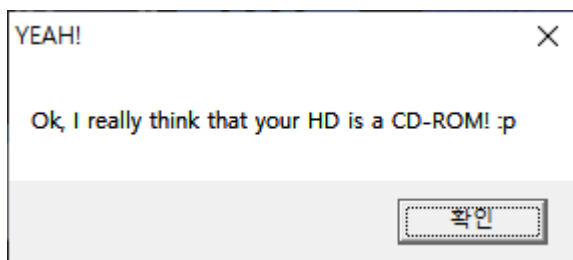 YEAH!
Ok, I really think that your HD is a CD-ROM! :p
확인